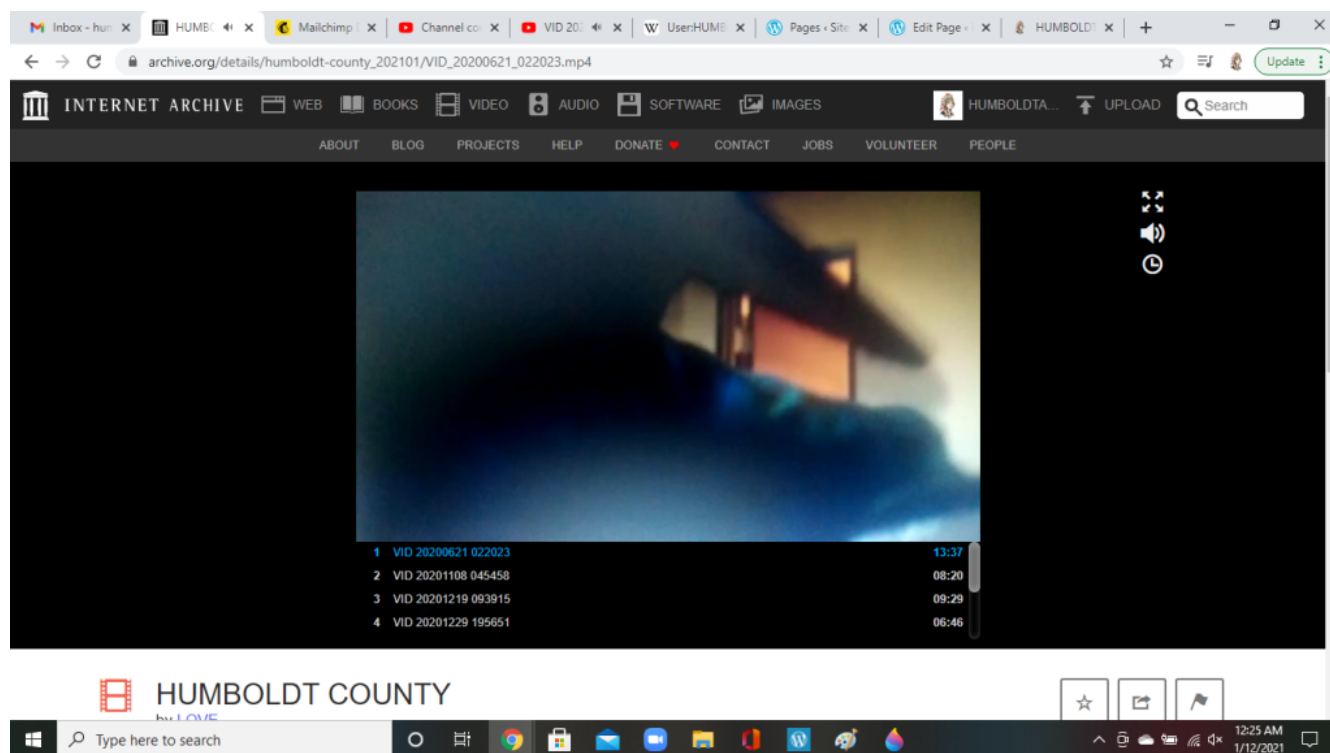 Inbox - hun
HUMBC
Mailchimp
Channel co
VID 202
User:HUMB
Pages ‹ Site
Edit Page ‹
HUMBOLDT
archive.org/details/humboldt-county_202101/VID_20200621_022023.mp4
Update
INTERNET ARCHIVE
WEB
BOOKS
VIDEO
AUDIO
SOFTWARE
IMAGES
HUMBOLDTA...
UPLOAD
Search
ABOUT
BLOG
PROJECTS
HELP
DONATE
CONTACT
JOBS
VOLUNTEER
PEOPLE
1 VID 20200621 022023 13:37
2 VID 20201108 045458 08:20
3 VID 20201219 093915 09:29
4 VID 20201229 195651 06:46
HUMBOLDT COUNTY
by LOVE
Type here to search
12:25 AM
1/12/2021